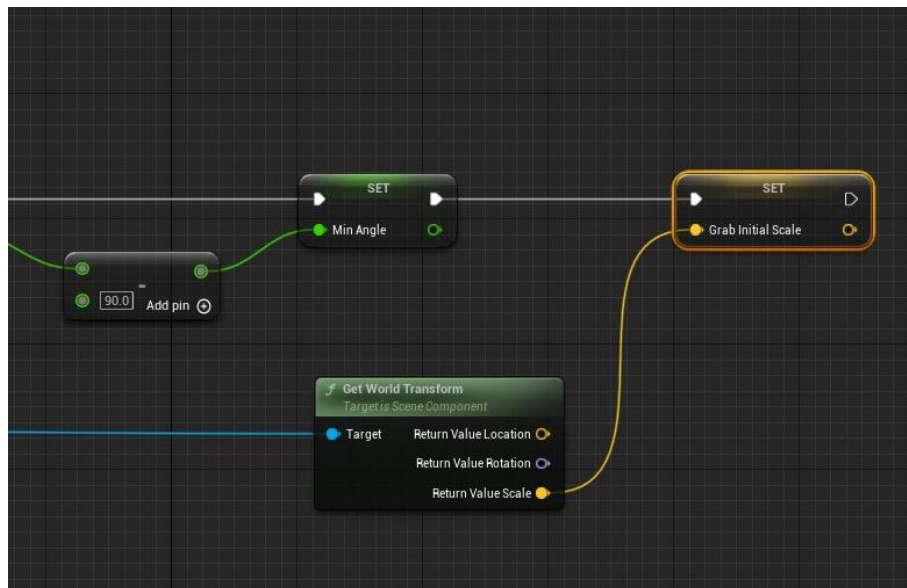 SET
Min Angle
SET
Grab Initial Scale
-
90.0
Add pin
f Get World Transform
Target is Scene Component
Target
Return Value Location
Return Value Rotation
Return Value Scale